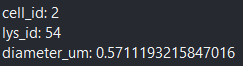 cell_id: 2
lys_id: 54
diameter_um: 0.5711193215847016